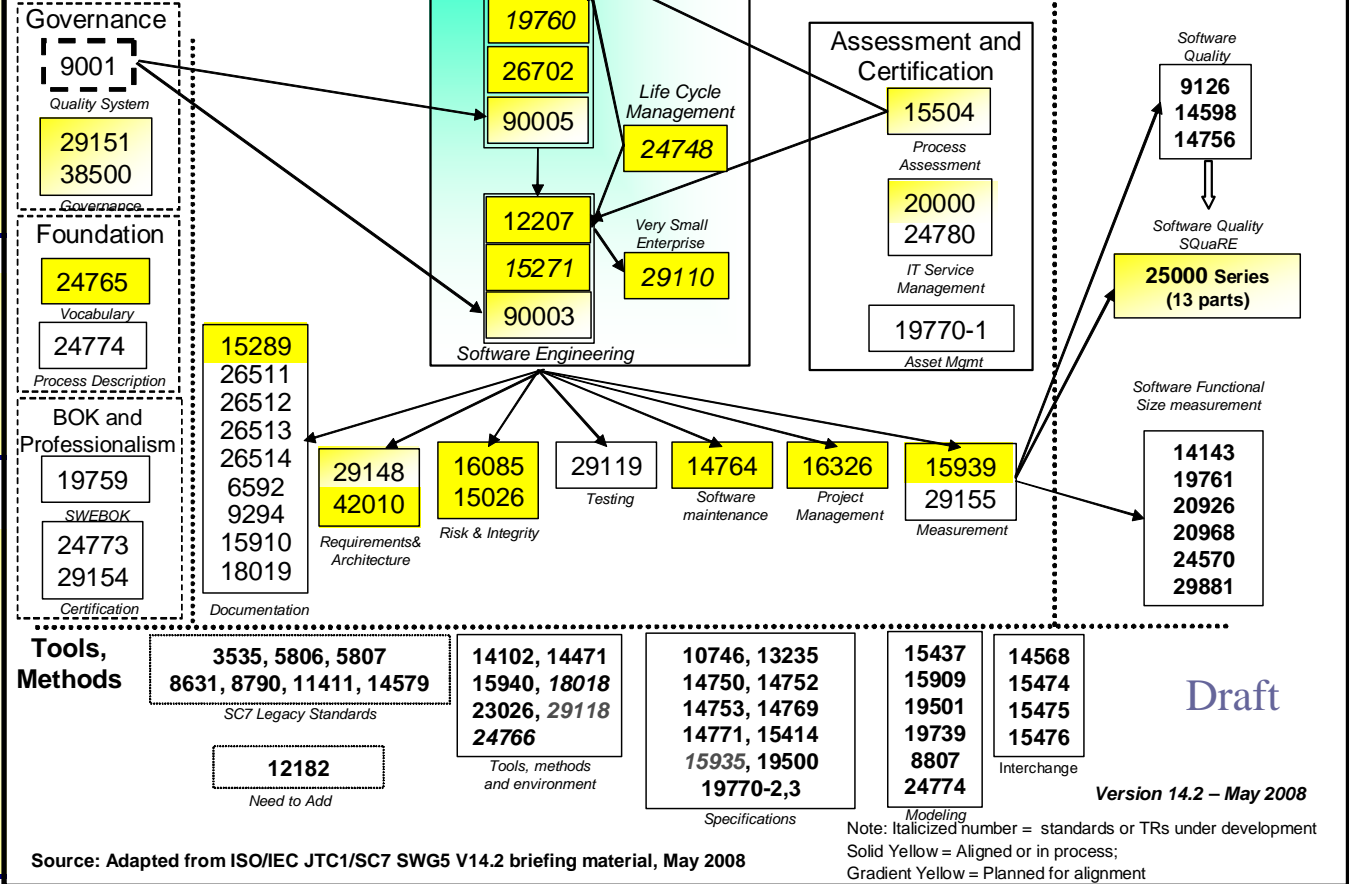 Governance
9001
Quality System
29151
38500
Governance
Foundation
24765
Vocabulary
24774
Process Description
BOK and
Professionalism
19759
SWEBOK
24773
29154
Certification
19760
26702
90005
Life Cycle
Management
24748
12207
15271
90003
Very Small
Enterprise
29110
Software Engineering
Assessment and
Certification
15504
Process
Assessment
20000
24780
IT Service
Management
19770-1
Asset Mgmt
Software
Quality
9126
14598
14756
Software Quality
SQuaRE
25000 Series
(13 parts)
Software Functional
Size measurement
14143
19761
20926
20968
24570
29881
15289
26511
26512
26513
26514
6592
9294
15910
18019
Documentation
29148
42010
Requirements&
Architecture
16085
15026
Risk & Integrity
29119
Testing
14764
Software
maintenance
16326
Project
Management
15939
29155
Measurement
Tools,
Methods
3535, 5806, 5807
8631, 8790, 11411, 14579
SC7 Legacy Standards
12182
Need to Add
14102, 14471
15940, 18018
23026, 29118
24766
Tools, methods
and environment
10746, 13235
14750, 14752
14753, 14769
14771, 15414
15935, 19500
19770-2,3
Specifications
15437
15909
19501
19739
8807
24774
Modeling
14568
15474
15475
15476
Interchange
Draft
Version 14.2 – May 2008
Note: Italicized number = standards or TRs under development
Solid Yellow = Aligned or in process;
Gradient Yellow = Planned for alignment
Source: Adapted from ISO/IEC JTC1/SC7 SWG5 V14.2 briefing material, May 2008